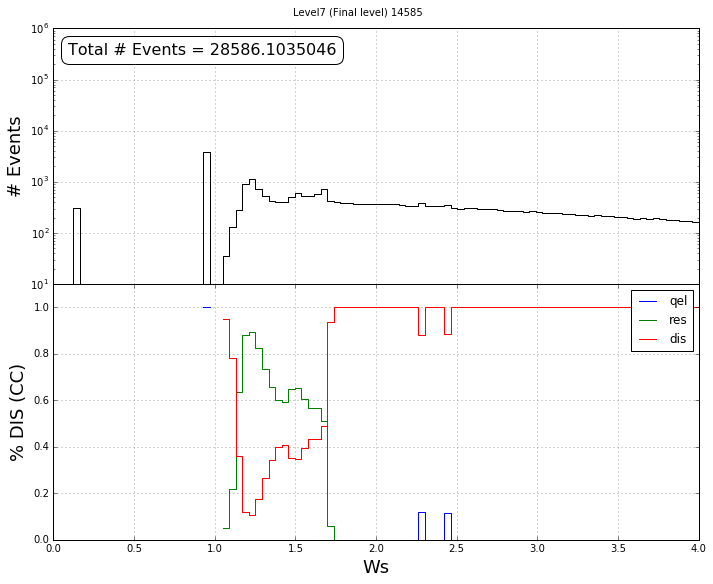 Level7 (Final level) 14585
10^6
Total # Events = 28586.1035046
10^5
10^4
# Events
10^3
10^2
10^1
1.0
qel
res
dis
0.8
% DIS (CC)
0.6
0.4
0.2
0.0
0.0 0.5 1.0 1.5 2.0 2.5 3.0 3.5 4.0
Ws